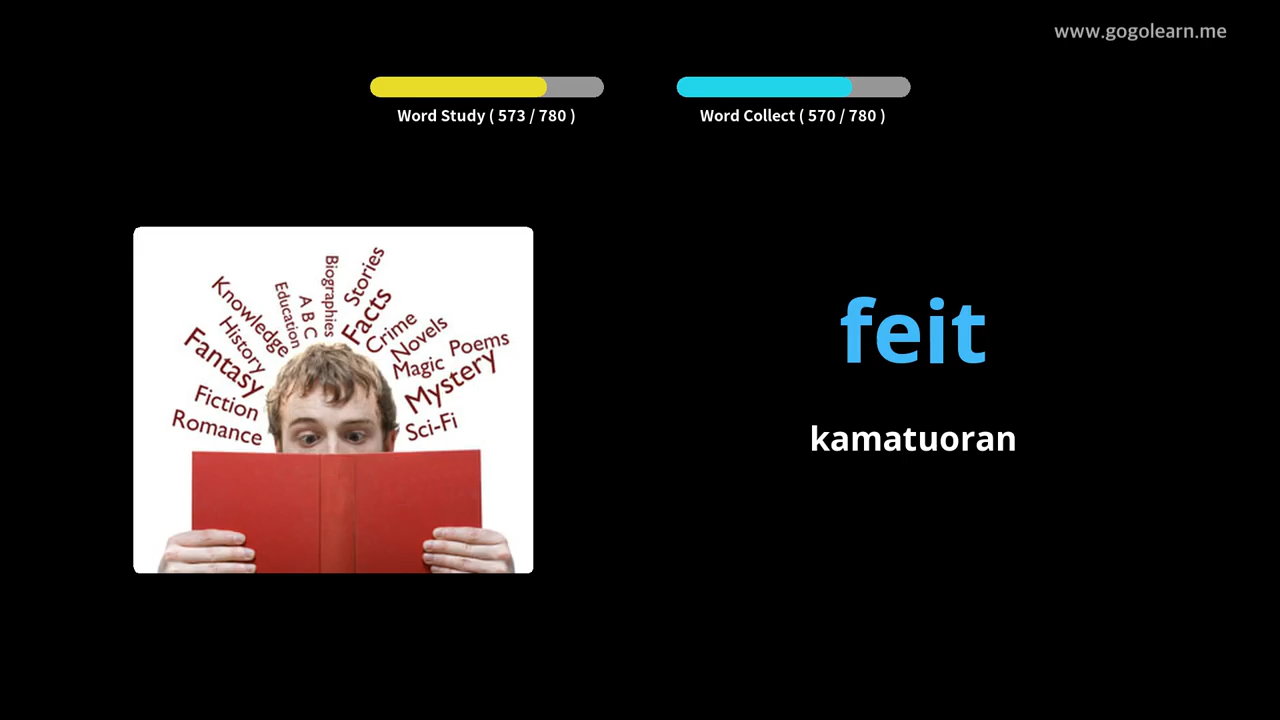 www.gogolearn.me
Word Study ( 573 / 780 )
Word Collect ( 570 / 780 )
Romance
Fiction
Fantasy
History
Knowledge
Education
A B C
Biographies
Stories
Facts
Crime
Novels
Magic
Poems
Mystery
Sci-Fi
feit
kamatuoran